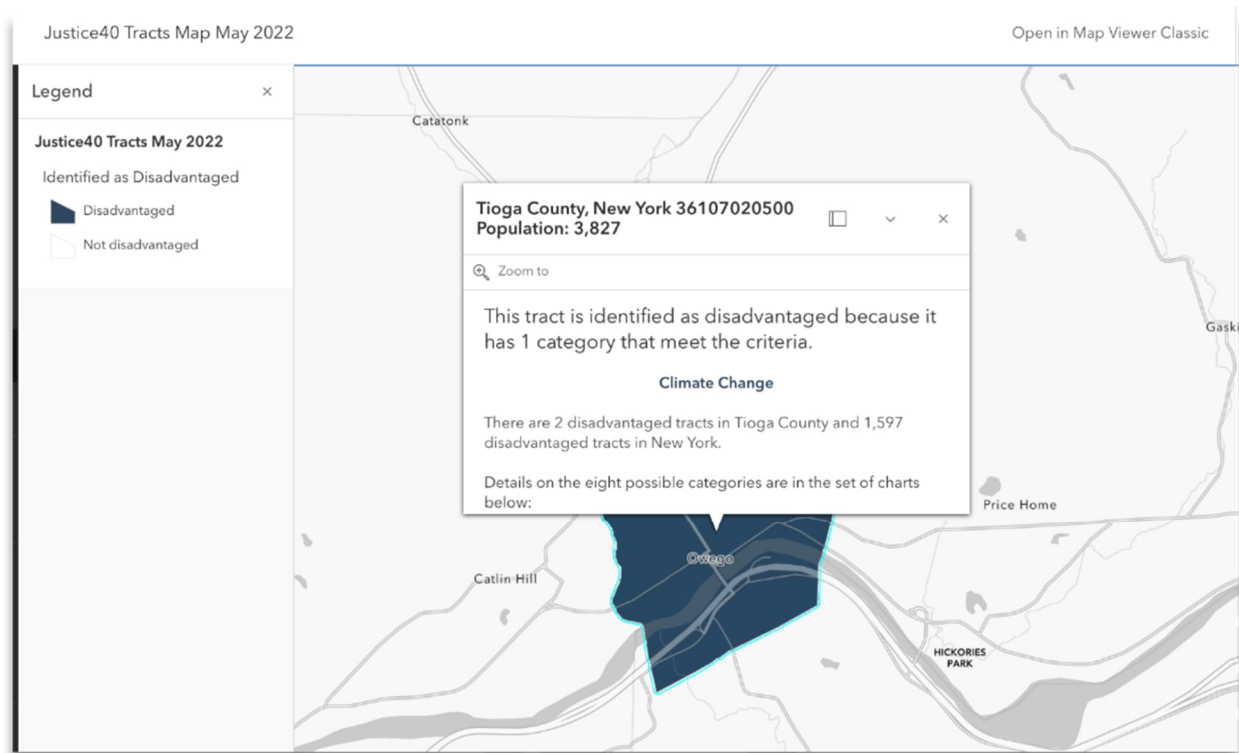 Justice40 Tracts Map May 2022
Open in Map Viewer Classic
Legend
Justice40 Tracts May 2022
Identified as Disadvantaged
Disadvantaged
Not disadvantaged
Catatonk
Tioga County, New York 36107020500
Population: 3,827
Zoom to
This tract is identified as disadvantaged because it
has 1 category that meet the criteria.
Climate Change
There are 2 disadvantaged tracts in Tioga County and 1,597
disadvantaged tracts in New York.
Details on the eight possible categories are in the set of charts
below:
Gaski
Price Home
Owego
Catlin Hill
HICKORIES
PARK